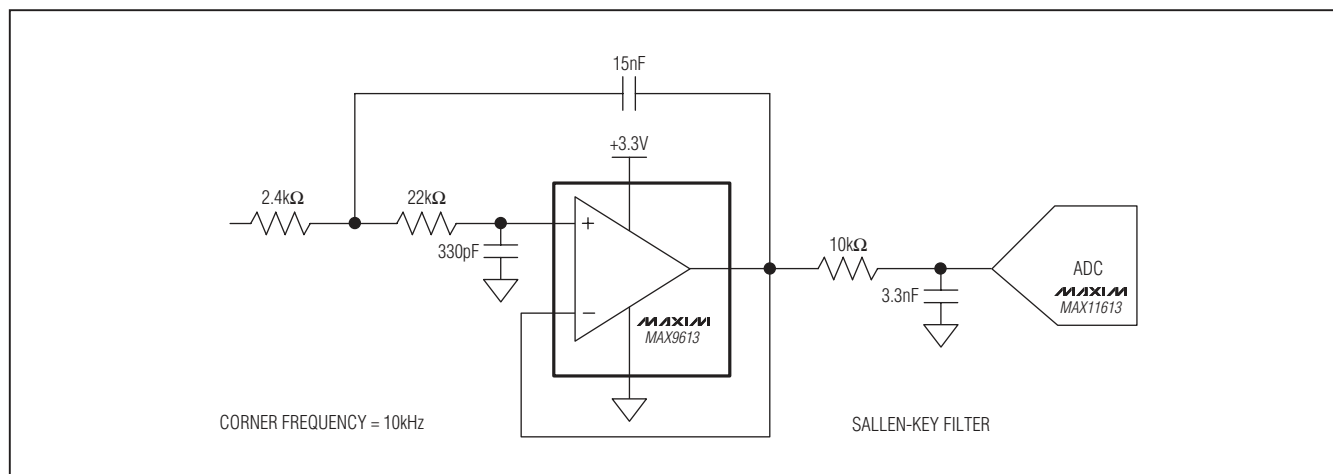 15nF
+3.3V
2.4kΩ
22kΩ
330pF
+
−
MAXIM
MAX9613
10kΩ
3.3nF
ADC
MAXIM
MAX11613
CORNER FREQUENCY = 10kHz
SALLEN-KEY FILTER